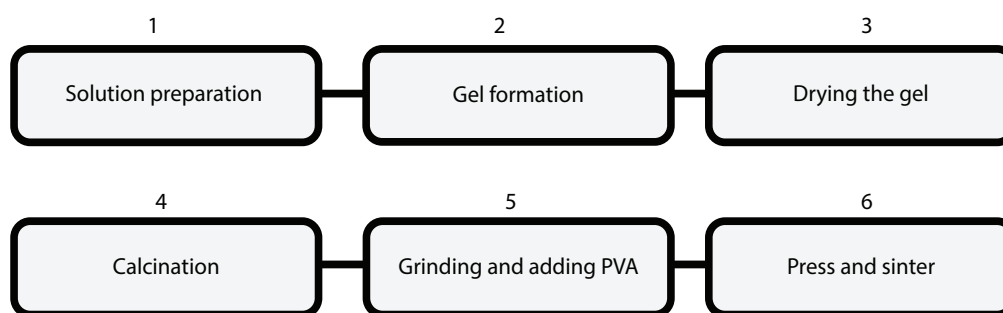 1
2
3
Solution preparation
Gel formation
Drying the gel
4
5
6
Calcination
Grinding and adding PVA
Press and sinter